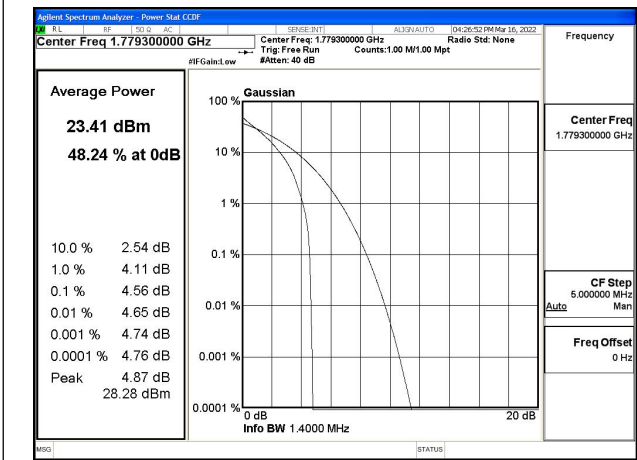 Agilent Spectrum Analyzer - Power Stat CCDF
RL RF 50 Ω AC SENSE:INT ALIGN AUTO 04:26:52 PM Mar 16, 2022
Center Freq 1.779300000 GHz
Center Freq: 1.779300000 GHz Radio Std: None
Trig: Free Run Counts:1.00 M/1.00 Mpt
#IFGain:Low #Atten: 40 dB
Frequency
Average Power
23.41 dBm
48.24 % at 0dB
10.0 % 2.54 dB
1.0 % 4.11 dB
0.1 % 4.56 dB
0.01 % 4.65 dB
0.001 % 4.74 dB
0.0001 % 4.76 dB
Peak 4.87 dB
28.28 dBm
Gaussian
100 %
10 %
1 %
0.1 %
0.01 %
0.001 %
0.0001 %
0 dB 20 dB
Info BW 1.4000 MHz
Center Freq
1.779300000 GHz
CF Step
5.000000 MHz
Auto Man
Freq Offset
0 Hz
MSG STATUS